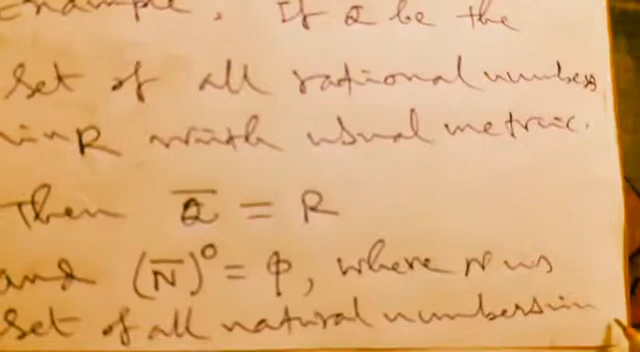 Example, If Q be the
set of all rational numbers
in R with usual metric.
Then Q̅ = R
and (N̅)⁰ = φ, where N is
set of all natural numbers in